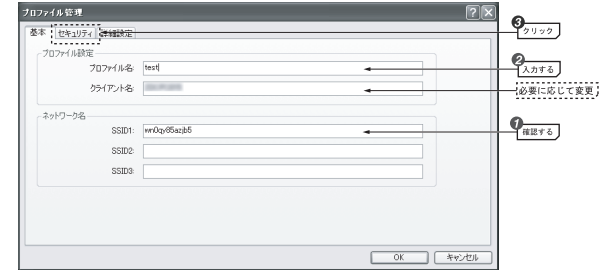 プロファイル管理
基本 セキュリティ 詳細設定
❸ クリック
プロファイル設定
プロファイル名: test
❷ 入力する
クライアント名:
必要に応じて変更
ネットワーク名
SSID1: wn0qy85azjb5
❶ 確認する
SSID2:
SSID3:
OK キャンセル